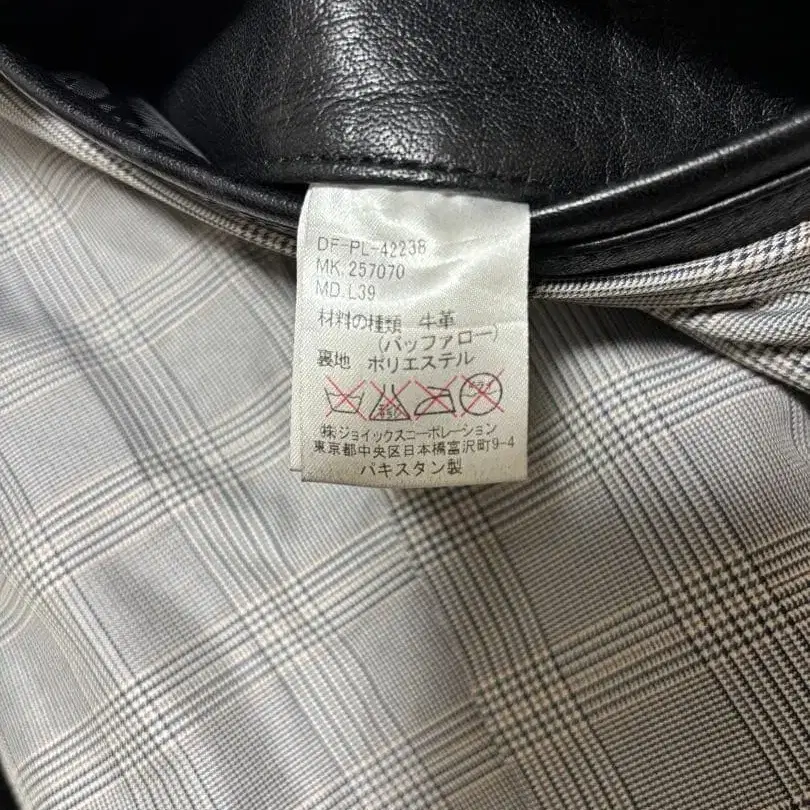 DF-PL-42238
MK.257070
MD.L39
材料の種類 牛革
(バッファロー)
裏地 ポリエステル
㈱ジョイックスコーポレーション
東京都中央区日本橋富沢町9-4
パキスタン製